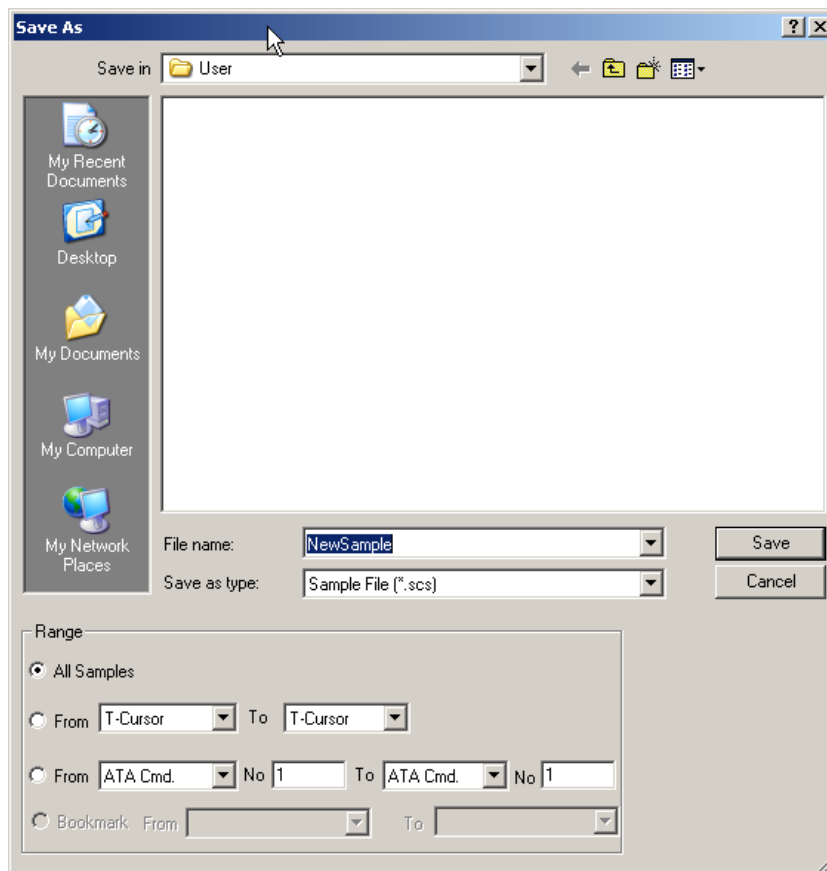 Save As
Save in User
My Recent
Documents
Desktop
My Documents
My Computer
My Network
Places
File name: NewSample Save
Save as type: Sample File (*.scs) Cancel
Range
All Samples
From T-Cursor To T-Cursor
From ATA Cmd. No 1 To ATA Cmd. No 1
Bookmark From To